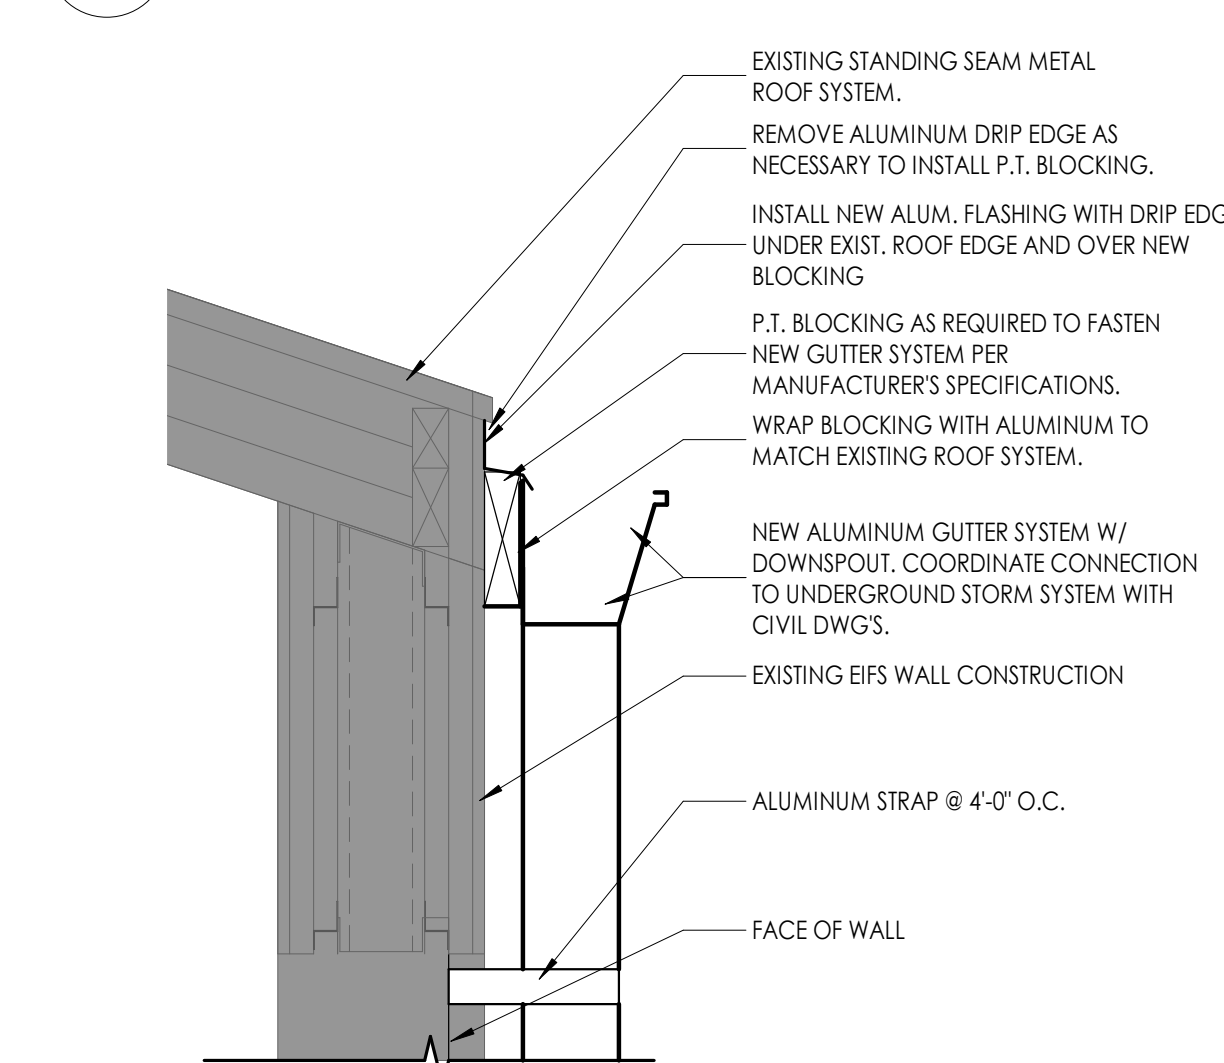 EXISTING STANDING SEAM METAL
ROOF SYSTEM.
REMOVE ALUMINUM DRIP EDGE AS
NECESSARY TO INSTALL P.T. BLOCKING.
INSTALL NEW ALUM. FLASHING WITH DRIP EDG
UNDER EXIST. ROOF EDGE AND OVER NEW
BLOCKING
P.T. BLOCKING AS REQUIRED TO FASTEN
NEW GUTTER SYSTEM PER
MANUFACTURER'S SPECIFICATIONS.
WRAP BLOCKING WITH ALUMINUM TO
MATCH EXISTING ROOF SYSTEM.
NEW ALUMINUM GUTTER SYSTEM W/
DOWNSPOUT. COORDINATE CONNECTION
TO UNDERGROUND STORM SYSTEM WITH
CIVIL DWG'S.
EXISTING EIFS WALL CONSTRUCTION
ALUMINUM STRAP @ 4'-0" O.C.
FACE OF WALL